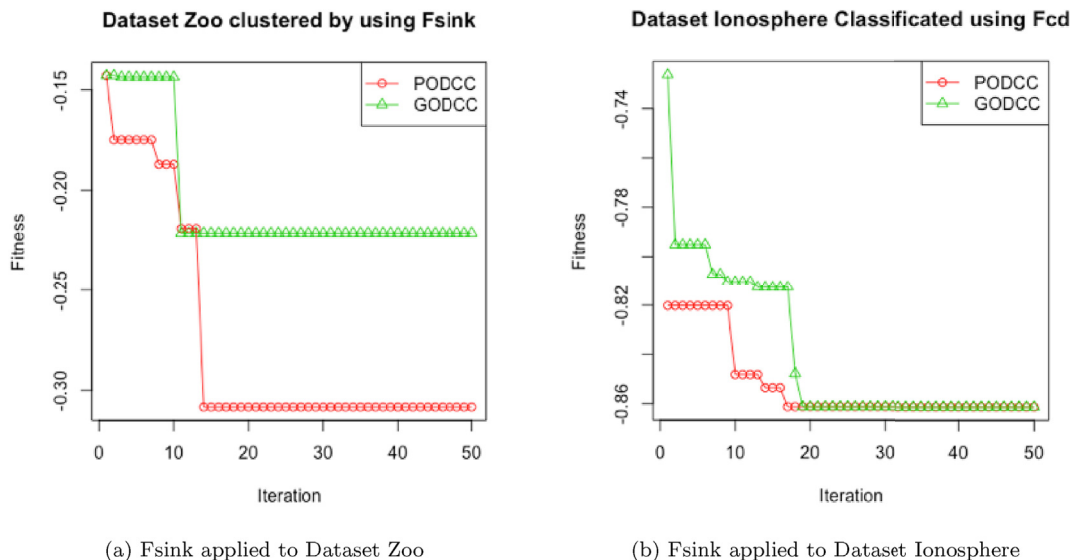 Dataset Zoo clustered by using Fsink
PODCC
GODCC
-0.15
-0.20
-0.25
-0.30
Fitness
0 10 20 30 40 50
Iteration
(a) Fsink applied to Dataset Zoo
Dataset Ionosphere Classificated using Fcd
PODCC
GODCC
-0.74
-0.78
-0.82
-0.86
Fitness
0 10 20 30 40 50
Iteration
(b) Fsink applied to Dataset Ionosphere